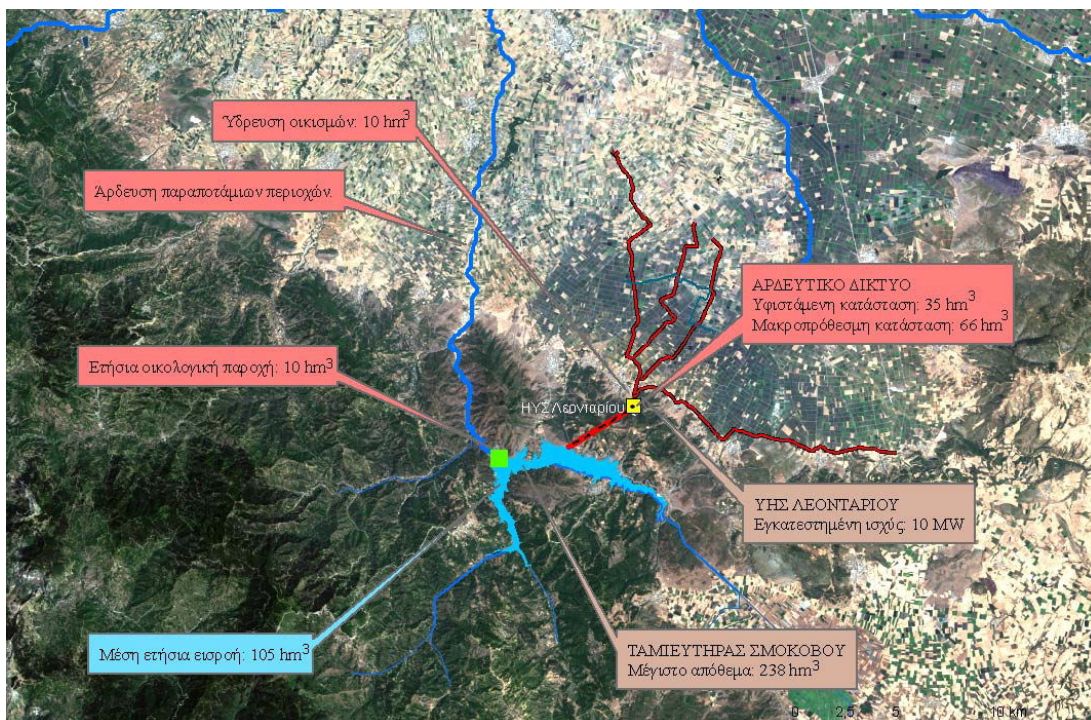 Ύδρευση οικισμών: 10 hm³
Άρδευση παραποτάμιων περιοχών.
ΑΡΔΕΥΤΙΚΟ ΔΙΚΤΥΟ
Υφιστάμενη κατάσταση: 35 hm³
Μακροπρόθεσμη κατάσταση: 66 hm³
Ετήσια οικολογική παροχή: 10 hm³
ΗΥΣ Λεονταρίου
ΥΗΣ ΛΕΟΝΤΑΡΙΟΥ
Εγκατεστημένη ισχύς: 10 MW
Μέση ετήσια εισροή: 105 hm³
ΤΑΜΙΕΥΤΗΡΑΣ ΣΜΟΚΟΒΟΥ
Μέγιστο απόθεμα: 238 hm³
0 2,5 5 10 km